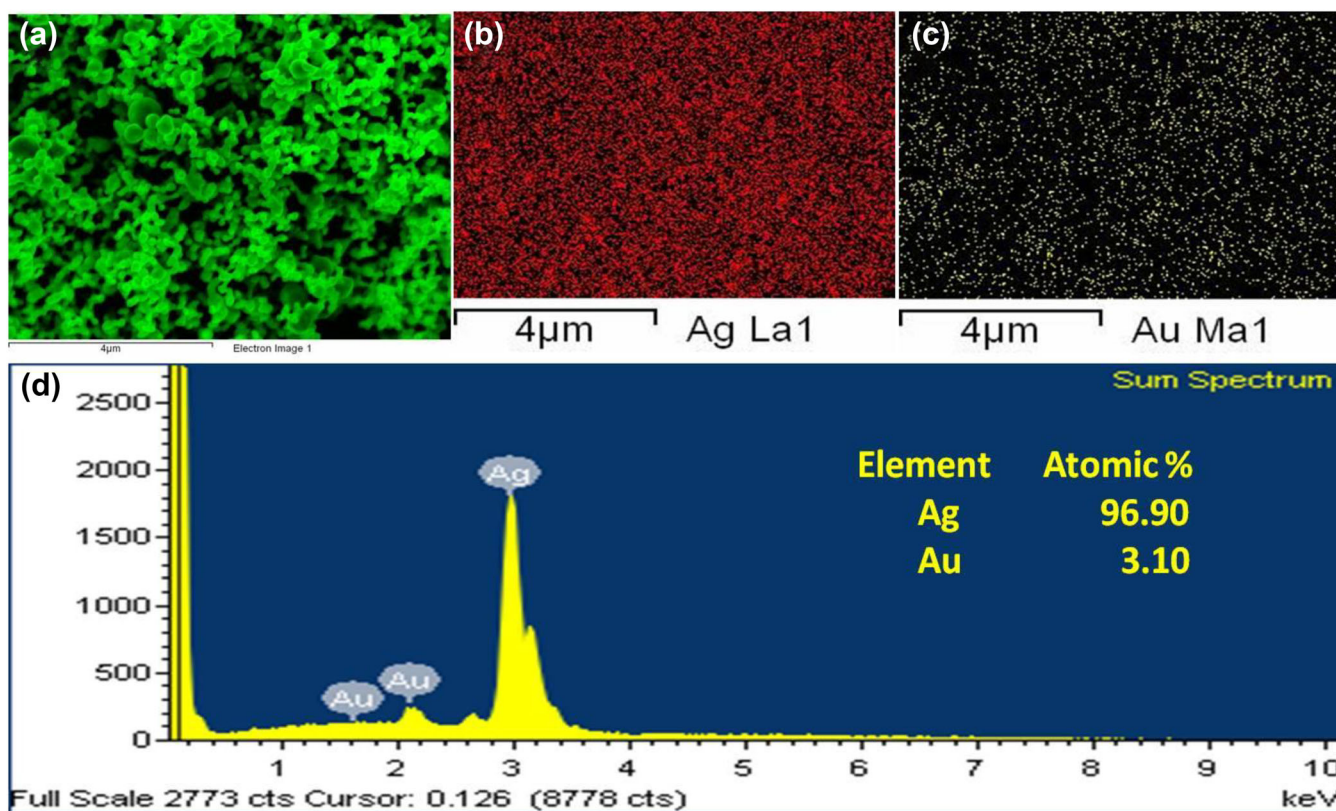 (a)
(b)
(c)
4µm
Electron Image 1
4µm
Ag La1
4µm
Au Ma1
(d)
Sum Spectrum
2500
2000
1500
1000
500
0
Ag
Au
Au
Element Atomic %
Ag 96.90
Au 3.10
1 2 3 4 5 6 7 8 9 10
Full Scale 2773 cts Cursor: 0.126 (8778 cts)
keV